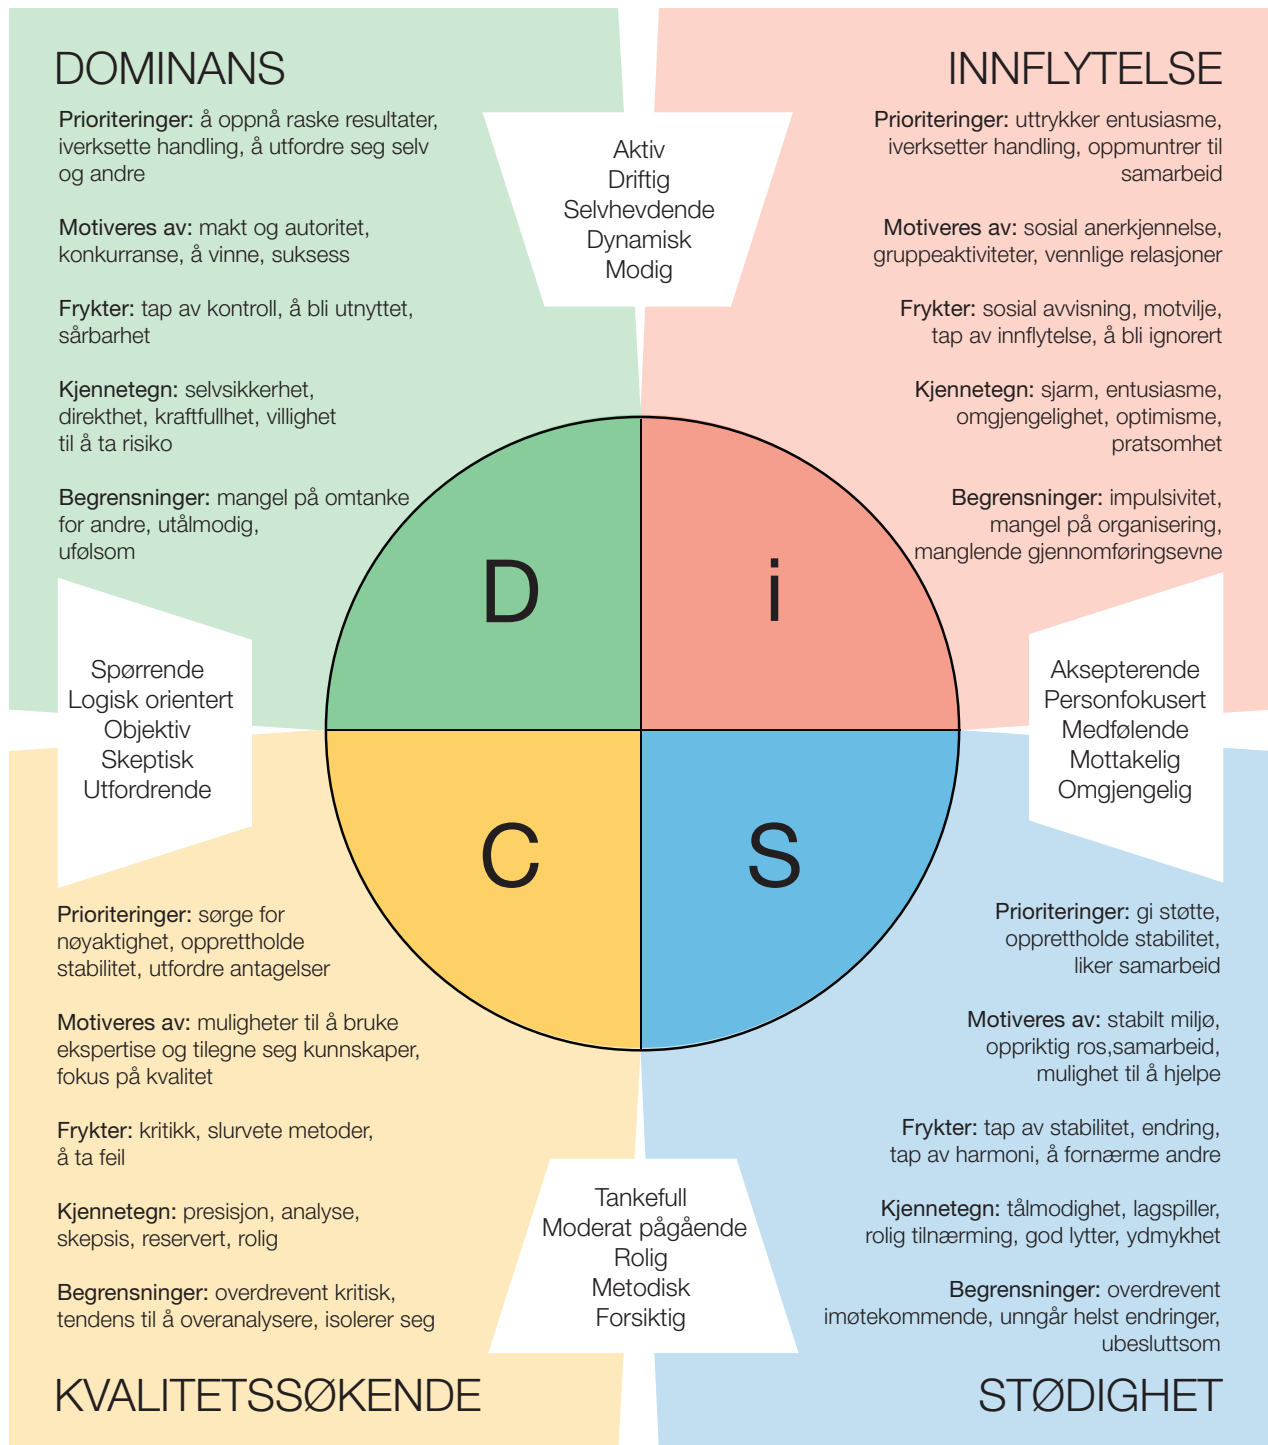 DOMINANS
Prioriteringer: å oppnå raske resultater,
iverksette handling, å utfordre seg selv
og andre
Motiveres av: makt og autoritet,
konkurranse, å vinne, suksess
Frykter: tap av kontroll, å bli utnyttet,
sårbarhet
Kjennetegn: selvsikkerhet,
direkthet, kraftfullhet, villighet
til å ta risiko
Begrensninger: mangel på omtanke
for andre, utålmodig,
ufølsom
Aktiv
Driftig
Selvhevdende
Dynamisk
Modig
INNFLYTELSE
Prioriteringer: uttrykker entusiasme,
iverksetter handling, oppmuntrer til
samarbeid
Motiveres av: sosial anerkjennelse,
gruppeaktiviteter, vennlige relasjoner
Frykter: sosial avvisning, motvilje,
tap av innflytelse, å bli ignorert
Kjennetegn: sjarm, entusiasme,
omgjengelighet, optimisme,
pratsomhet
Begrensninger: impulsivitet,
mangel på organisering,
manglende gjennomføringsevne
D
i
Spørrende
Logisk orientert
Objektiv
Skeptisk
Utfordrende
Aksepterende
Personfokusert
Medfølende
Mottakelig
Omgjengelig
C
S
Prioriteringer: sørge for
nøyaktighet, opprettholde
stabilitet, utfordre antagelser
Motiveres av: muligheter til å bruke
ekspertise og tilegne seg kunnskaper,
fokus på kvalitet
Frykter: kritikk, slurvete metoder,
å ta feil
Kjennetegn: presisjon, analyse,
skepsis, reservert, rolig
Begrensninger: overdrevent kritisk,
tendens til å overanalysere, isolerer seg
KVALITETSSØKENDE
Tankefull
Moderat pågående
Rolig
Metodisk
Forsiktig
Prioriteringer: gi støtte,
opprettholde stabilitet,
liker samarbeid
Motiveres av: stabilt miljø,
oppriktig ros,samarbeid,
mulighet til å hjelpe
Frykter: tap av stabilitet, endring,
tap av harmoni, å fornærme andre
Kjennetegn: tålmodighet, lagspiller,
rolig tilnærming, god lytter, ydmykhet
Begrensninger: overdrevent
imøtekommende, unngår helst endringer,
ubesluttsom
STØDIGHET